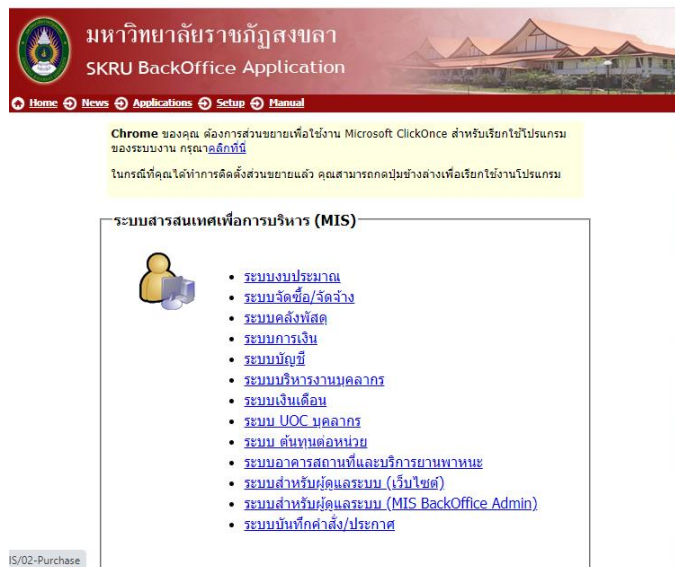 มหาวิทยาลัยราชภัฏสงขลา
SKRU BackOffice Application
Home News Applications Setup Manual
Chrome ของคุณ ต้องการส่วนขยายเพื่อใช้งาน Microsoft ClickOnce สำหรับเรียกใช้โปรแกรม
ของระบบงาน กรุณาคลิกที่นี่
ในกรณีที่คุณได้ทำการติดตั้งส่วนขยายแล้ว คุณสามารถกดปุ่มข้างล่างเพื่อเรียกใช้งานโปรแกรม
ระบบสารสนเทศเพื่อการบริหาร (MIS)
ระบบงบประมาณ
ระบบจัดซื้อ/จัดจ้าง
ระบบคลังพัสดุ
ระบบการเงิน
ระบบบัญชี
ระบบบริหารงานบุคลากร
ระบบเงินเดือน
ระบบ UOC บุคลากร
ระบบ ต้นทุนต่อหน่วย
ระบบอาคารสถานที่และบริการยานพาหนะ
ระบบสำหรับผู้ดูแลระบบ (เว็บไซต์)
ระบบสำหรับผู้ดูแลระบบ (MIS BackOffice Admin)
ระบบบันทึกคำสั่ง/ประกาศ
IS/02-Purchase